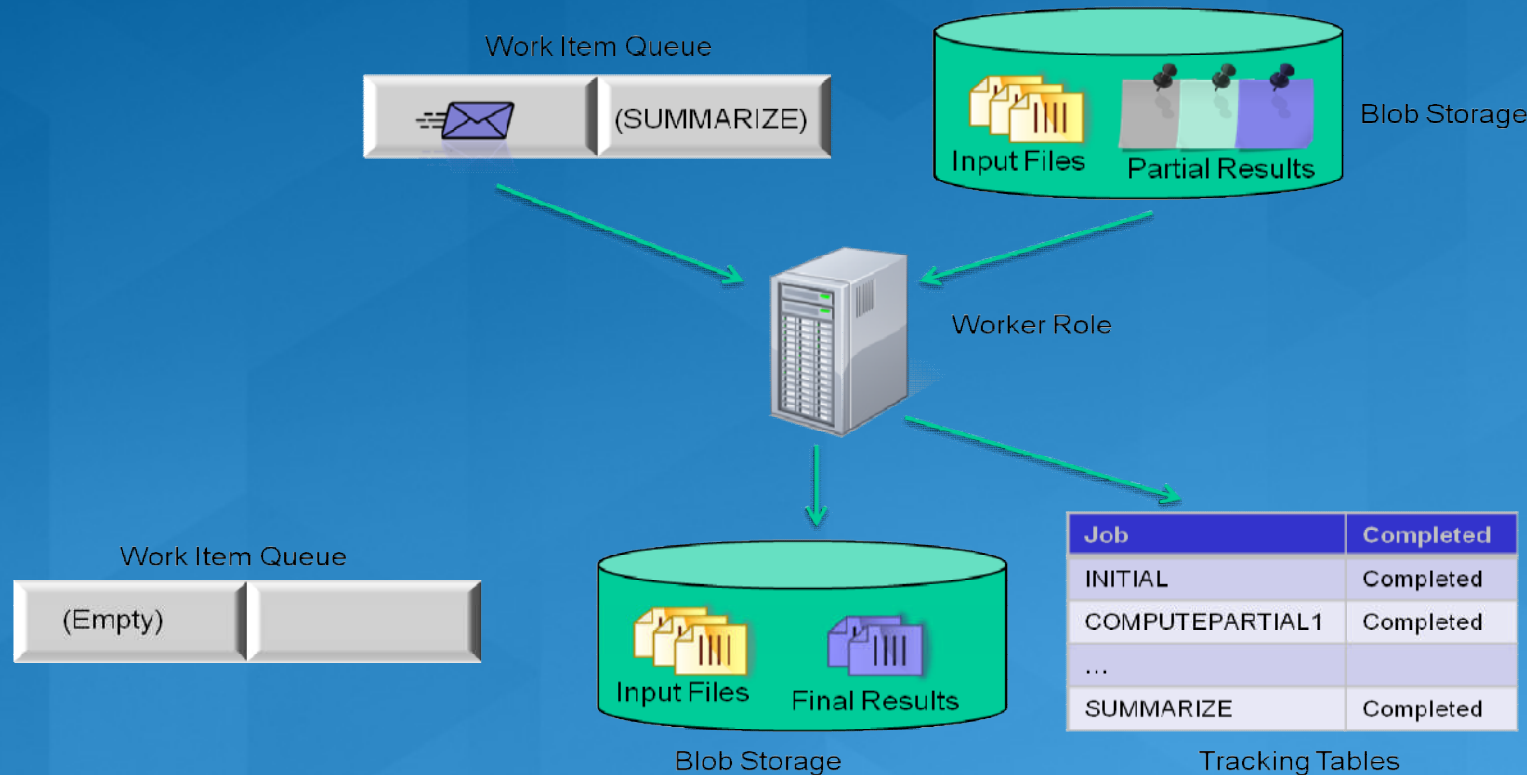 Work Item Queue
(SUMMARIZE)
Input Files
Partial Results
Blob Storage
Worker Role
Work Item Queue
(Empty)
Input Files
Final Results
Blob Storage
Job Completed
INITIAL Completed
COMPUTEPARTIAL1 Completed
...
SUMMARIZE Completed
Tracking Tables